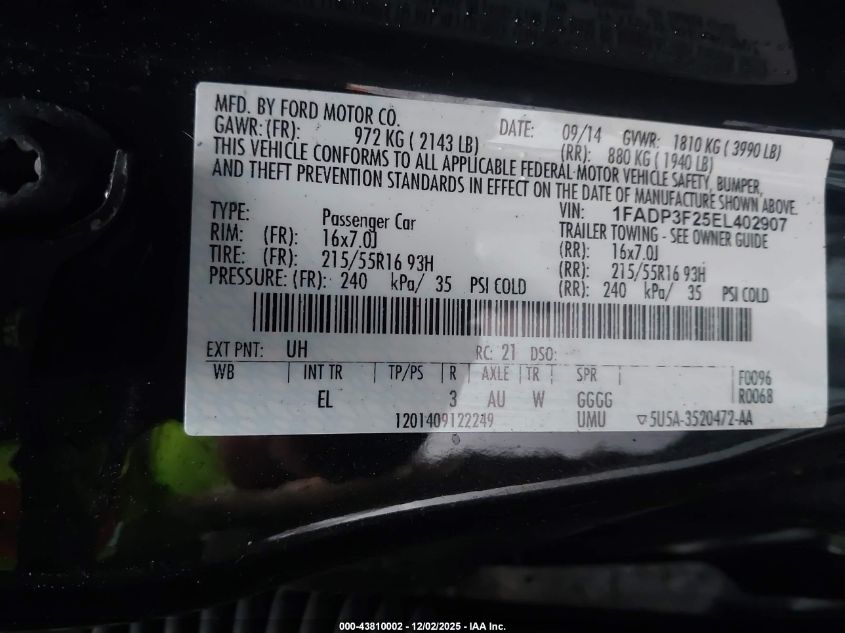 MFD. BY FORD MOTOR CO. DATE: 09/14 GVWR: 1810 KG ( 3990 LB)
GAWR: (FR): 972 KG ( 2143 LB) (RR): 880 KG ( 1940 LB)
THIS VEHICLE CONFORMS TO ALL APPLICABLE FEDERAL MOTOR VEHICLE SAFETY, BUMPER,
AND THEFT PREVENTION STANDARDS IN EFFECT ON THE DATE OF MANUFACTURE SHOWN ABOVE.
VIN: 1FADP3F25EL402907
TYPE: Passenger Car TRAILER TOWING - SEE OWNER GUIDE
RIM: (FR): 16x7.0J (RR): 16x7.0J
TIRE: (FR): 215/55R16 93H (RR): 215/55R16 93H
PRESSURE: (FR): 240 kPa/ 35 PSI COLD (RR): 240 kPa/ 35 PSI COLD
EXT PNT: UH RC: 21 DSO:
WB INT TR TP/PS R AXLE TR SPR F0096
EL 3 AU W GGGG R0068
1201409122249 UMU ▽5U5A-3520472-AA
000-43810002 - 12/02/2025 - IAA Inc.